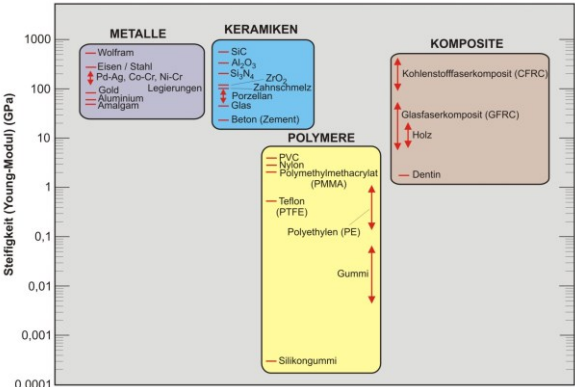 METALLE
KERAMIKEN
KOMPOSITE
POLYMERE
Steifigkeit (Young-Modul) (GPa)
1000
100
10
1
0,1
0,01
0,001
0,0001
Wolfram
Eisen / Stahl
Pd-Ag, Co-Cr, Ni-Cr
Legierungen
Gold
Aluminium
Amalgam
SiC
Al2O3
Si3N4
ZrO2
Zahnschmelz
Porzellan
Glas
Beton (Zement)
Kohlenstofffaserkomposit (CFRC)
Glasfaserkomposit (GFRC)
Holz
Dentin
PVC
Nylon
Polymethylmethacrylat
(PMMA)
Teflon
(PTFE)
Polyethylen (PE)
Gummi
Silikongummi